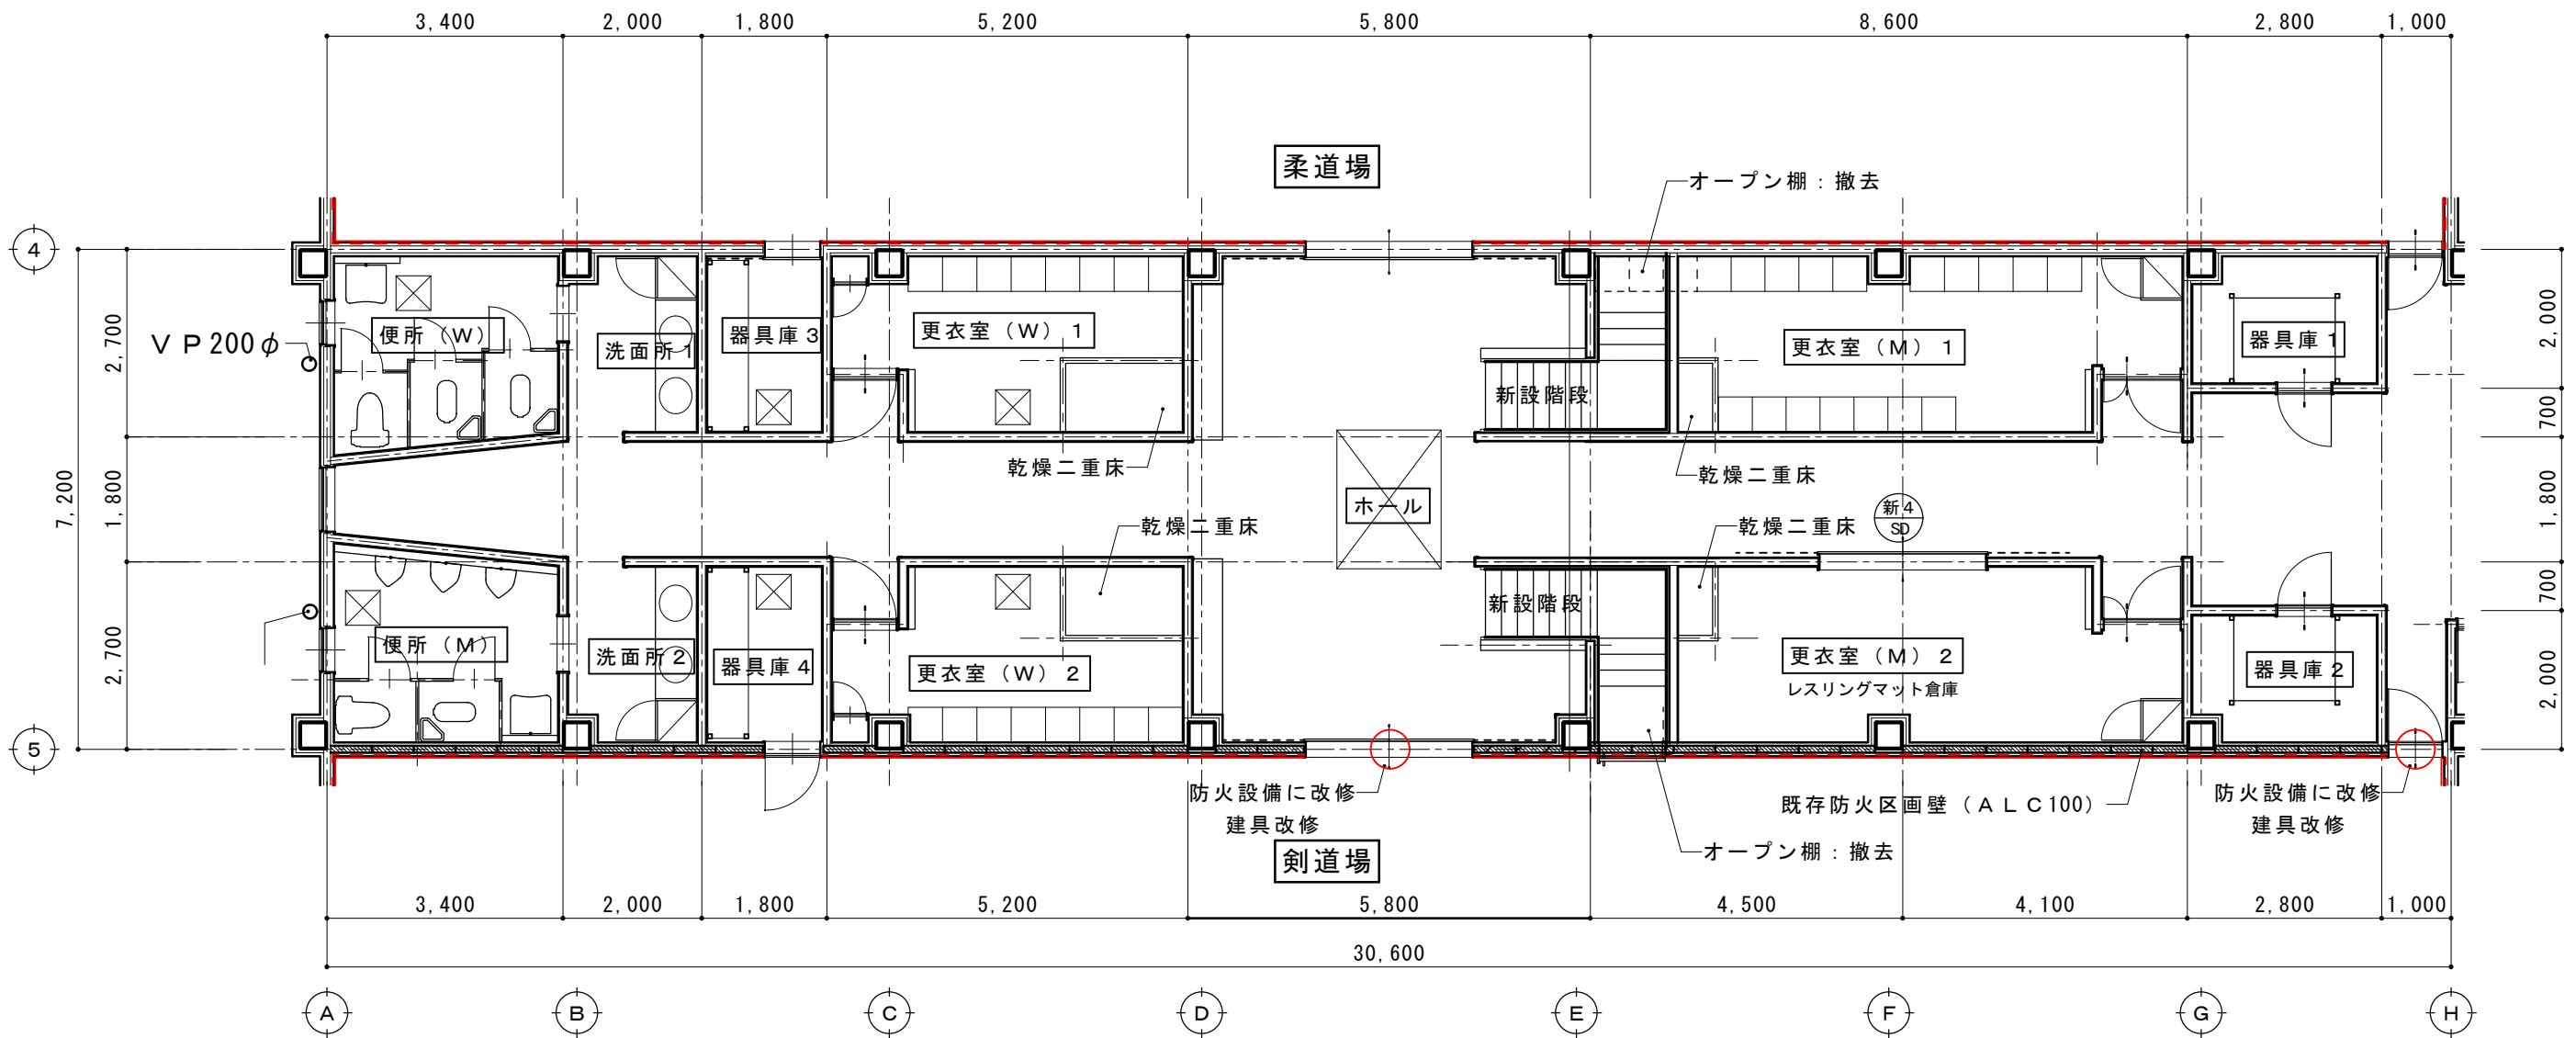 3,400 2,000 1,800 5,200 5,800 8,600 2,800 1,000
柔道場
オープン棚：撤去
4
2,700
1,800
2,700
7,200
VP200φ
便所（W）
洗面所1
器具庫3
更衣室（W）1
新設階段
更衣室（M）1
器具庫1
2,000
700
1,800
700
2,000
乾燥二重床
乾燥二重床
ホール
新4
SD
乾燥二重床
乾燥二重床
便所（M）
洗面所2
器具庫4
更衣室（W）2
新設階段
更衣室（M）2
レスリングマット倉庫
器具庫2
5
防火設備に改修
建具改修
既存防火区画壁（ALC100）
防火設備に改修
建具改修
剣道場
オープン棚：撤去
3,400 2,000 1,800 5,200 5,800 4,500 4,100 2,800 1,000
30,600
A B C D E F G H